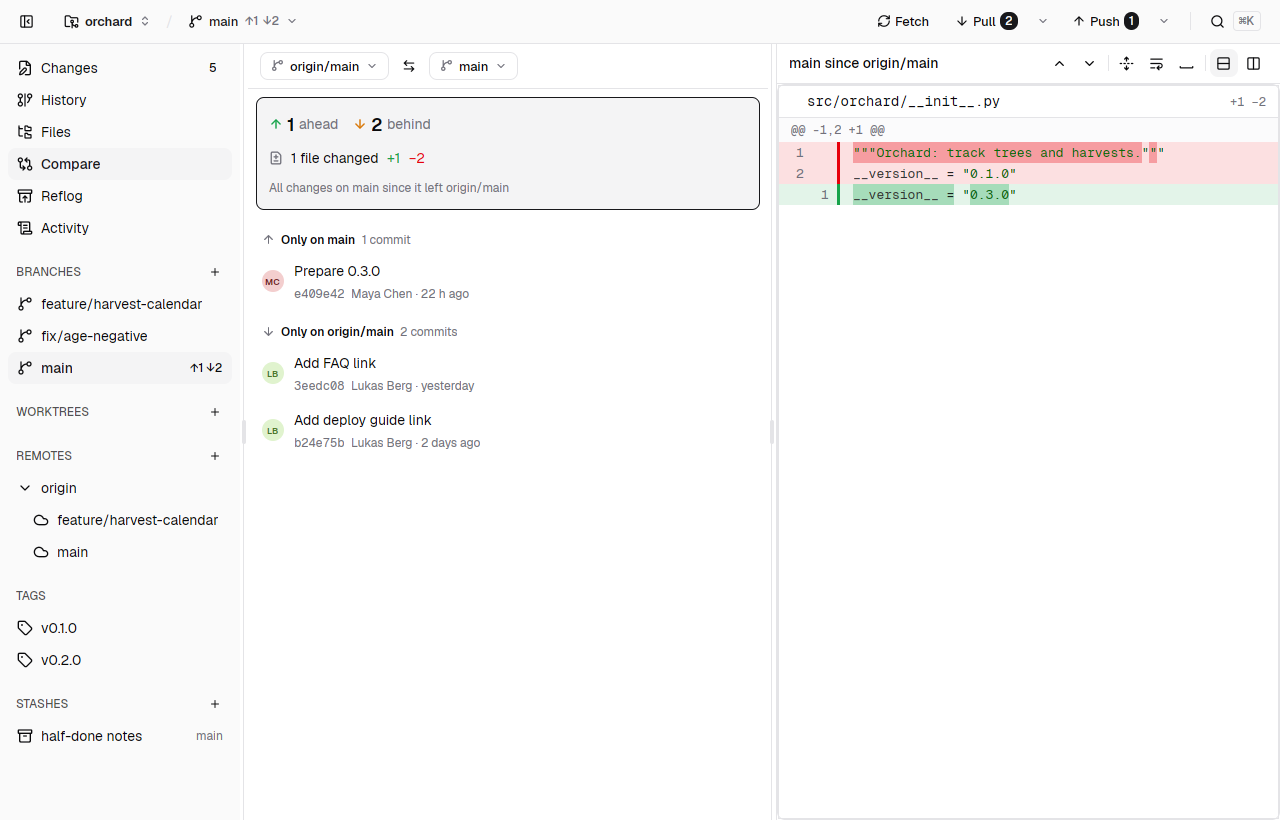 orchard / main ↑1 ↓2 Fetch Pull 2 Push 1 ⌘K
Changes 5
History
Files
Compare
Reflog
Activity
BRANCHES
feature/harvest-calendar
fix/age-negative
main ↑1 ↓2
WORKTREES
REMOTES
origin
feature/harvest-calendar
main
TAGS
v0.1.0
v0.2.0
STASHES
half-done notes main
origin/main main
1 ahead 2 behind
1 file changed +1 −2
All changes on main since it left origin/main
Only on main 1 commit
MC Prepare 0.3.0
e409e42 Maya Chen · 22 h ago
Only on origin/main 2 commits
LB Add FAQ link
3eedc08 Lukas Berg · yesterday
LB Add deploy guide link
b24e75b Lukas Berg · 2 days ago
main since origin/main
src/orchard/__init__.py +1 −2
@@ -1,2 +1 @@
1 """Orchard: track trees and harvests."""
2 __version__ = "0.1.0"
1 __version__ = "0.3.0"